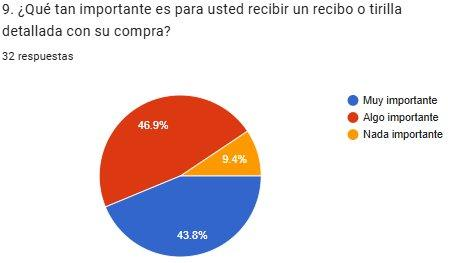 9. ¿Qué tan importante es para usted recibir un recibo o tirilla
detallada con su compra?
32 respuestas
Muy importante
Algo importante
Nada importante
46.9%
9.4%
43.8%